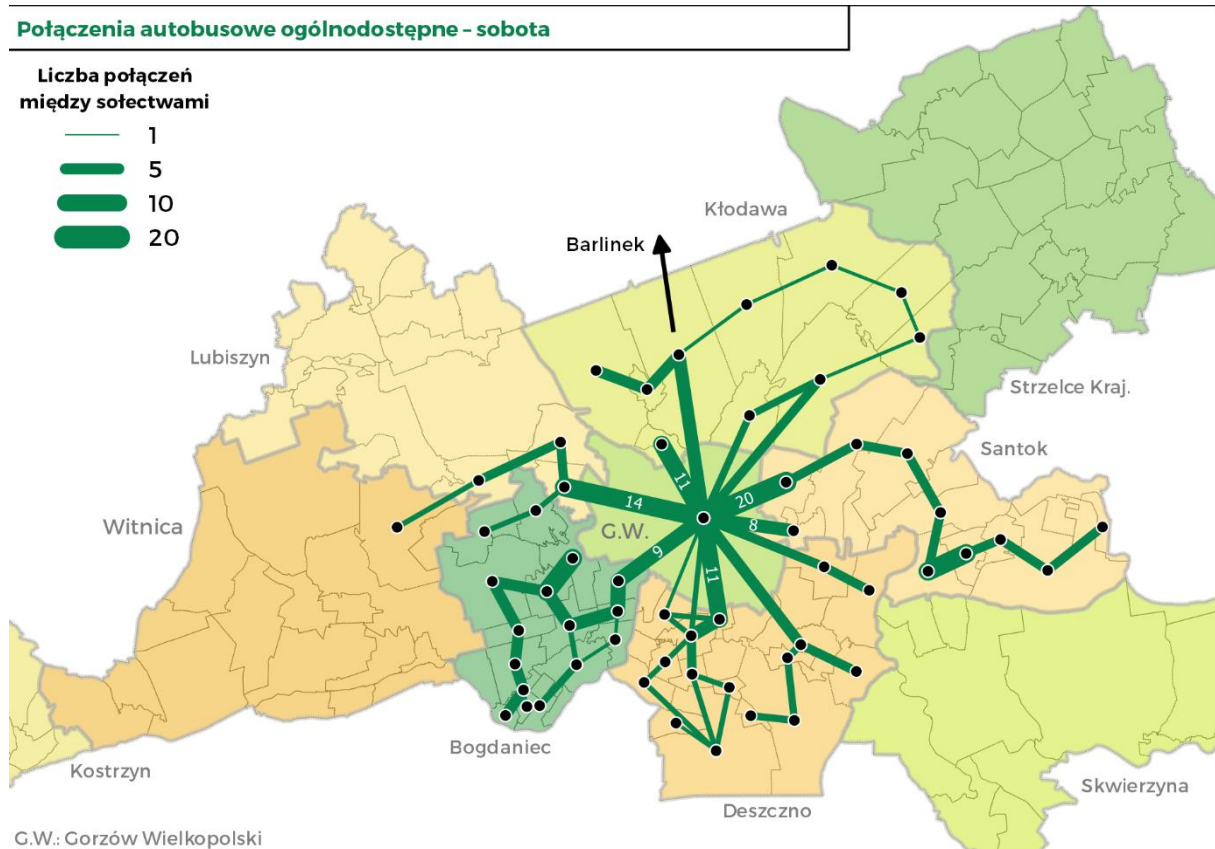 Połączenia autobusowe ogólnodostępne – sobota
Liczba połączeń
między sołectwami
1
5
10
20
Kłodawa
Barlinek
Lubiszyn
Strzelce Kraj.
Santok
Witnica
11
14
20
8
G.W.
9
11
Bogdaniec
Kostrzyn
Deszczno
Skwierzyna
G.W.: Gorzów Wielkopolski